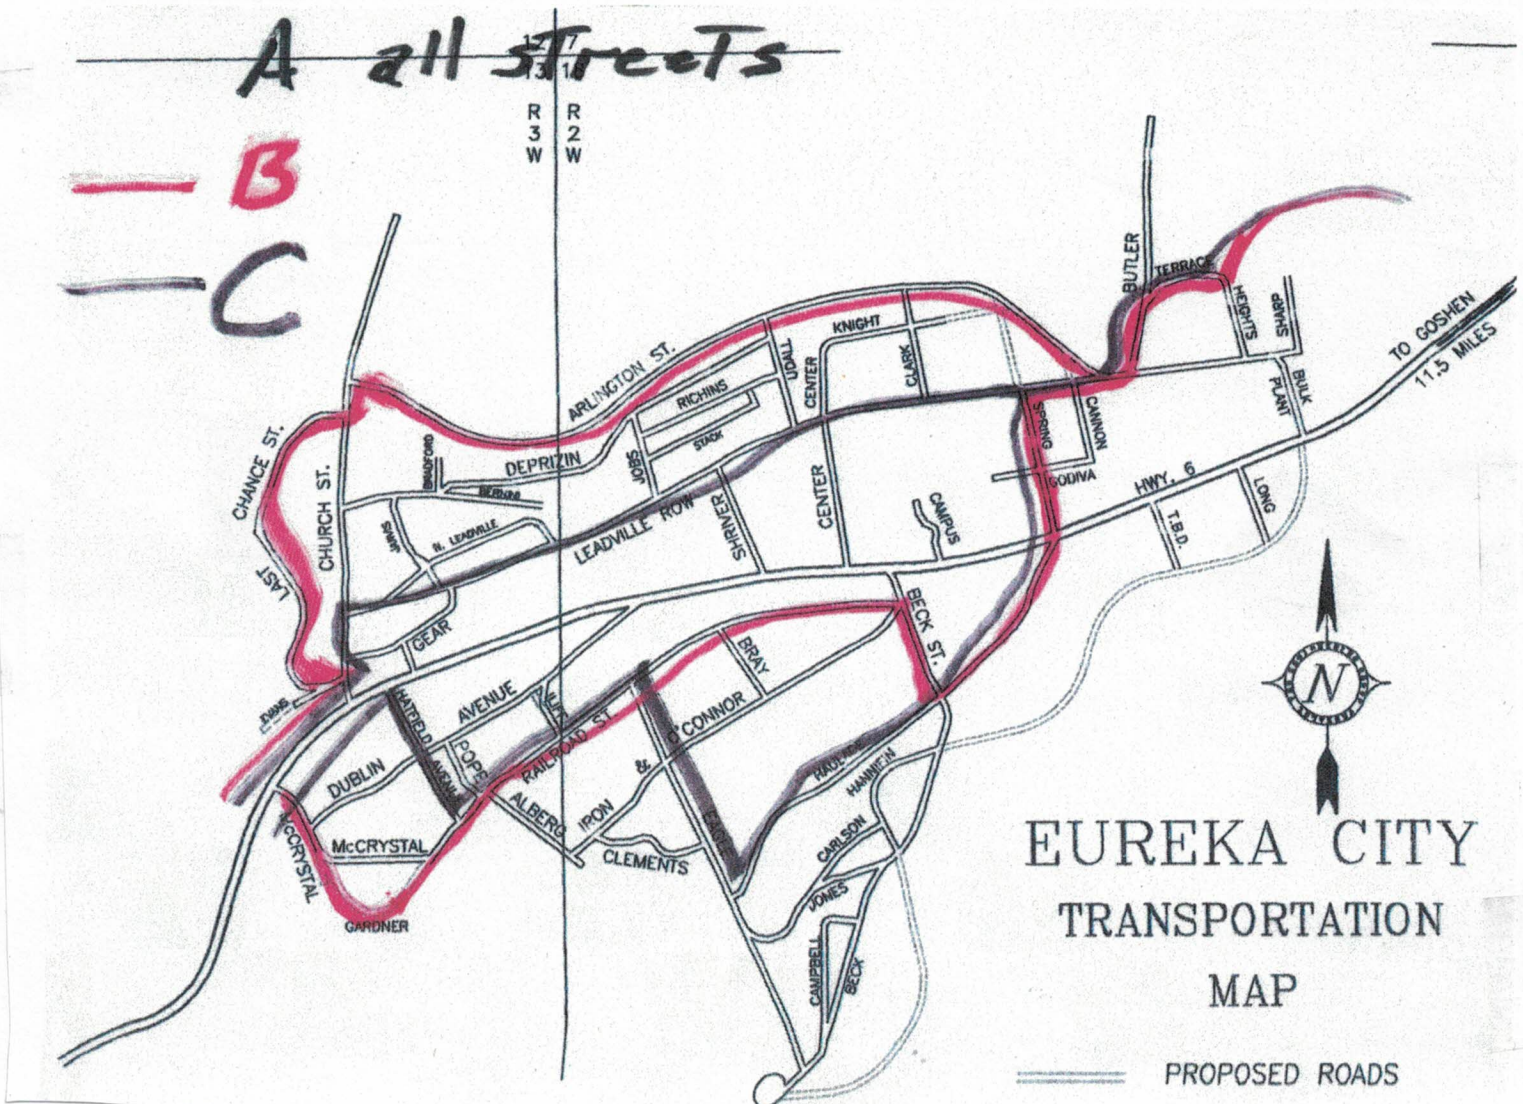 A all streets
12 7
13 18
R R
3 2
W W
B
C
BUTLER
TERRACE
HEIGHTS
SHARP
TO GOSHEN
11.5 MILES
KNIGHT
ARLINGTON ST.
UDALL
CENTER
CLARK
RICHINS
BULK
PLANT
CANNON
SPRING
STACK
CHANCE ST.
BRADFORD
DEPRIZIN
JOBS
GODIVA
HWY. 6
CHURCH ST.
LONG
N. LEADVILLE
LEADVILLE ROW
SHRIVER
CENTER
CAMPUS
T.B.D.
LAST
GEAR
BECK ST.
BRAY
EVANS
HATFIELD
AVENUE
AVENUE
POPE
RAILROAD ST.
O'CONNOR
&
N
DUBLIN
HAULAGE
HANNIFIN
ALBERG
IRON
McCRYSTAL
McCRYSTAL
CLEMENTS
CARLSON
JONES
GARDNER
CAMPBELL
BECK
EUREKA CITY
TRANSPORTATION
MAP
PROPOSED ROADS